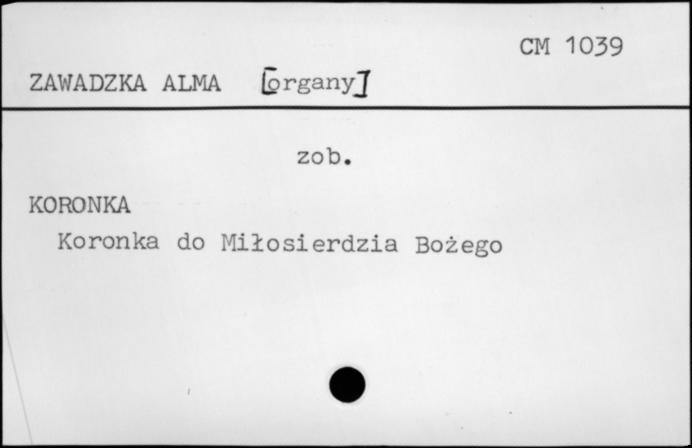 CM 1039
ZAWADZKA ALMA [organy]
zob.
KORONKA
Koronka do Miłosierdzia Bożego